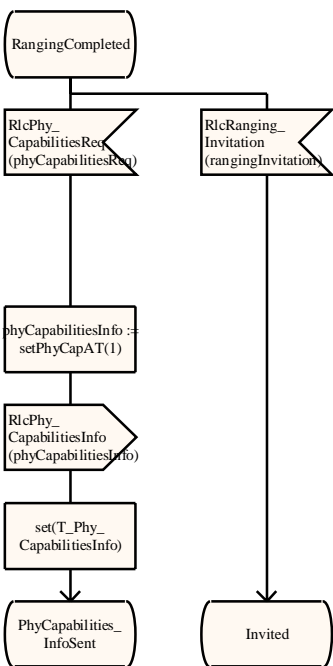 RangingCompleted
RlcPhy_
CapabilitiesReq
(phyCapabilitiesReq)
RlcRanging_
Invitation
(rangingInvitation)
phyCapabilitiesInfo :=
setPhyCapAT(1)
RlcPhy_
CapabilitiesInfo
(phyCapabilitiesInfo)
set(T_Phy_
CapabilitiesInfo)
PhyCapabilities_
InfoSent
Invited